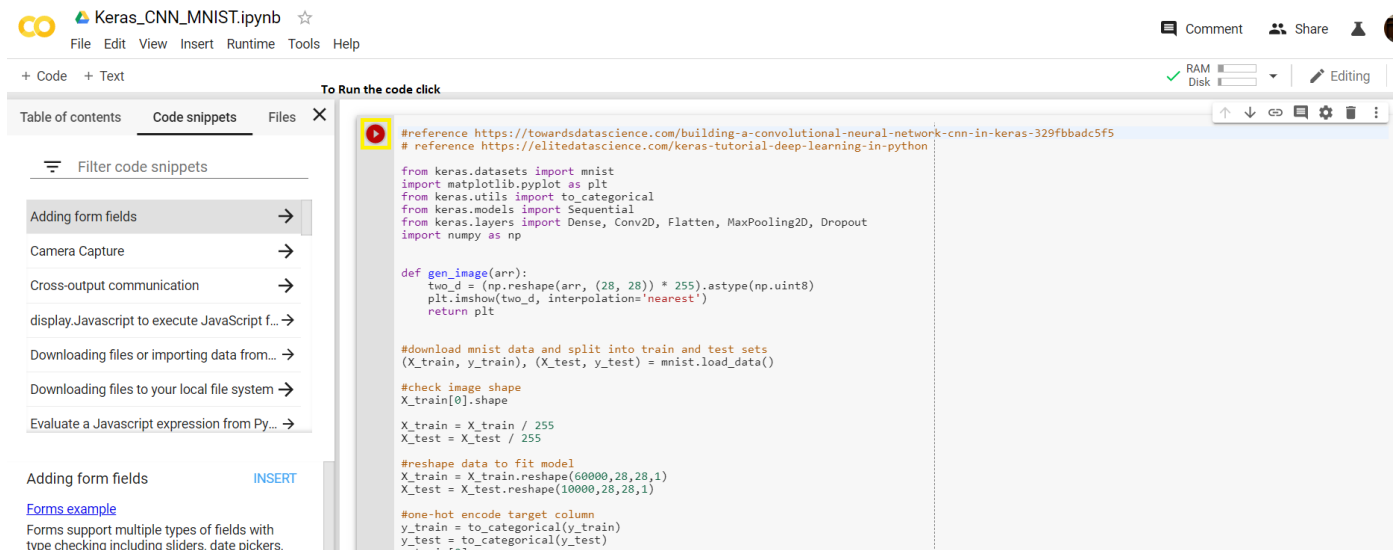 Keras_CNN_MNIST.ipynb
File Edit View Insert Runtime Tools Help
Comment Share
+ Code + Text
RAM
Disk
Editing
To Run the code click
Table of contents Code snippets Files
Filter code snippets
Adding form fields
Camera Capture
Cross-output communication
display.Javascript to execute JavaScript f...
Downloading files or importing data from...
Downloading files to your local file system
Evaluate a Javascript expression from Py...
Adding form fields INSERT
Forms example
Forms support multiple types of fields with
type checking including sliders, date pickers,
#reference https://towardsdatascience.com/building-a-convolutional-neural-network-cnn-in-keras-329fbbadc5f5
# reference https://elitedatascience.com/keras-tutorial-deep-learning-in-python
from keras.datasets import mnist
import matplotlib.pyplot as plt
from keras.utils import to_categorical
from keras.models import Sequential
from keras.layers import Dense, Conv2D, Flatten, MaxPooling2D, Dropout
import numpy as np
def gen_image(arr):
    two_d = (np.reshape(arr, (28, 28)) * 255).astype(np.uint8)
    plt.imshow(two_d, interpolation='nearest')
    return plt
#download mnist data and split into train and test sets
(X_train, y_train), (X_test, y_test) = mnist.load_data()
#check image shape
X_train[0].shape
X_train = X_train / 255
X_test = X_test / 255
#reshape data to fit model
X_train = X_train.reshape(60000,28,28,1)
X_test = X_test.reshape(10000,28,28,1)
#one-hot encode target column
y_train = to_categorical(y_train)
y_test = to_categorical(y_test)